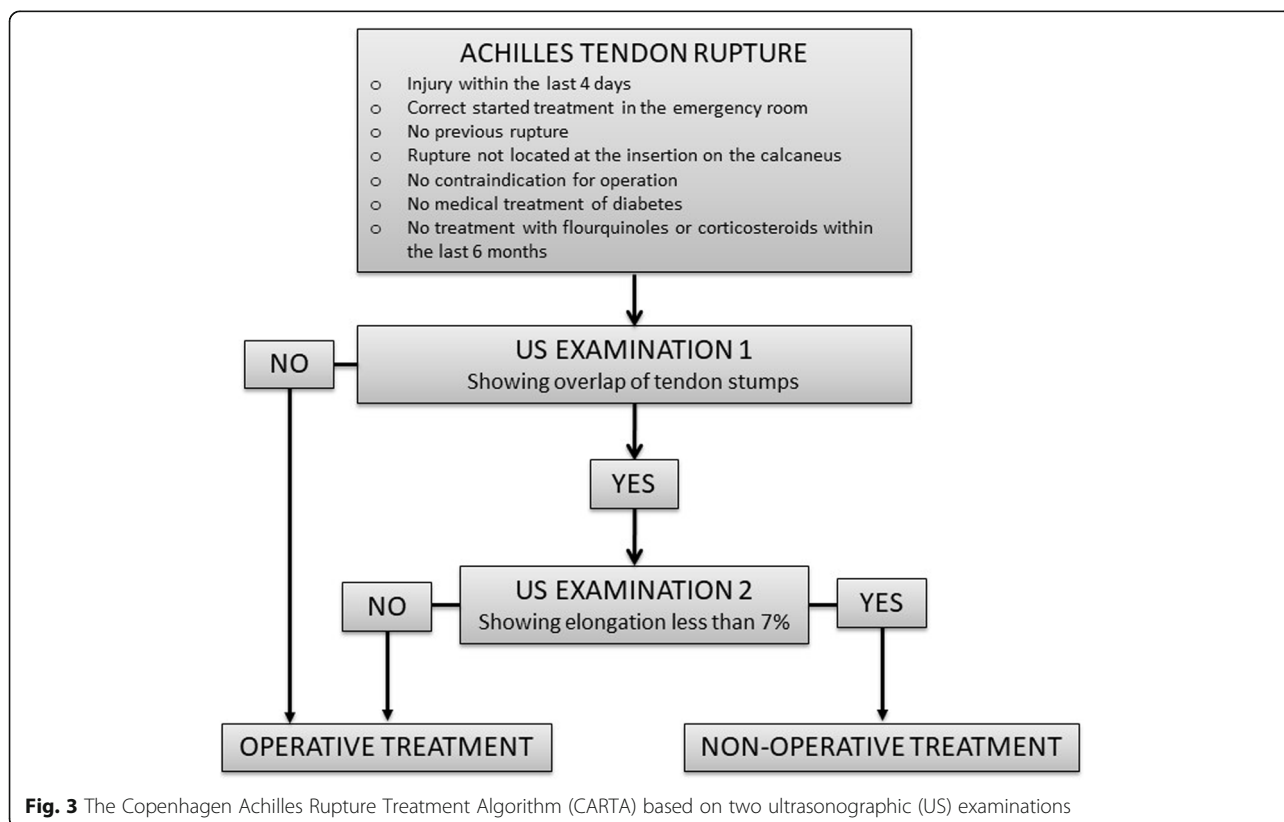 ACHILLES TENDON RUPTURE
o Injury within the last 4 days
o Correct started treatment in the emergency room
o No previous rupture
o Rupture not located at the insertion on the calcaneus
o No contraindication for operation
o No medical treatment of diabetes
o No treatment with flourquinoles or corticosteroids within
the last 6 months
NO
US EXAMINATION 1
Showing overlap of tendon stumps
YES
NO
US EXAMINATION 2
Showing elongation less than 7%
YES
OPERATIVE TREATMENT
NON-OPERATIVE TREATMENT
Fig. 3 The Copenhagen Achilles Rupture Treatment Algorithm (CARTA) based on two ultrasonographic (US) examinations